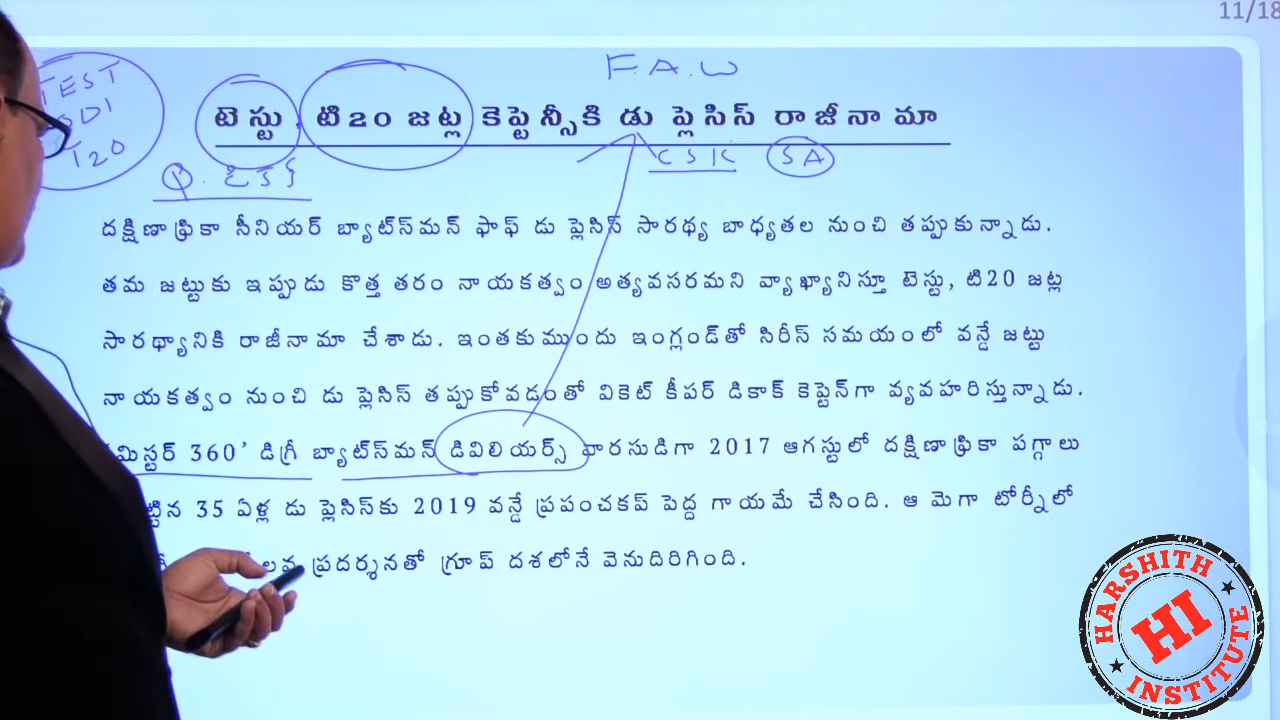 11/18
F.A.W
TEST
ODI
T20
టెస్టు, టి20 జట్ల కెప్టెన్సీకి డు ప్లెసిస్ రాజీనామా
CSK SA
దక్షిణాఫ్రికా సీనియర్ బ్యాట్స్‌మన్ ఫాఫ్ డు ప్లెసిస్ సారథ్య బాధ్యతల నుంచి తప్పుకున్నాడు.
తమ జట్టుకు ఇప్పుడు కొత్త తరం నాయకత్వం అత్యవసరమని వ్యాఖ్యానిస్తూ టెస్టు, టి20 జట్ల
సారథ్యానికి రాజీనామా చేశాడు. ఇంతకుముందు ఇంగ్లండ్‌తో సిరీస్ సమయంలో వన్డే జట్టు
నాయకత్వం నుంచి డు ప్లెసిస్ తప్పుకోవడంతో వికెట్ కీపర్ డికాక్ కెప్టెన్‌గా వ్యవహరిస్తున్నాడు.
మిస్టర్ 360' డిగ్రీ బ్యాట్స్‌మన్ డివిలియర్స్ వారసుడిగా 2017 ఆగస్టులో దక్షిణాఫ్రికా పగ్గాలు
35 ఏళ్ల డు ప్లెసిస్‌కు 2019 వన్డే ప్రపంచకప్ పెద్ద గాయమే చేసింది. ఆ మెగా టోర్నీలో
ప్రదర్శనతో గ్రూప్ దశలోనే వెనుదిరిగింది.
HARSHITH
HI
INSTITUTE